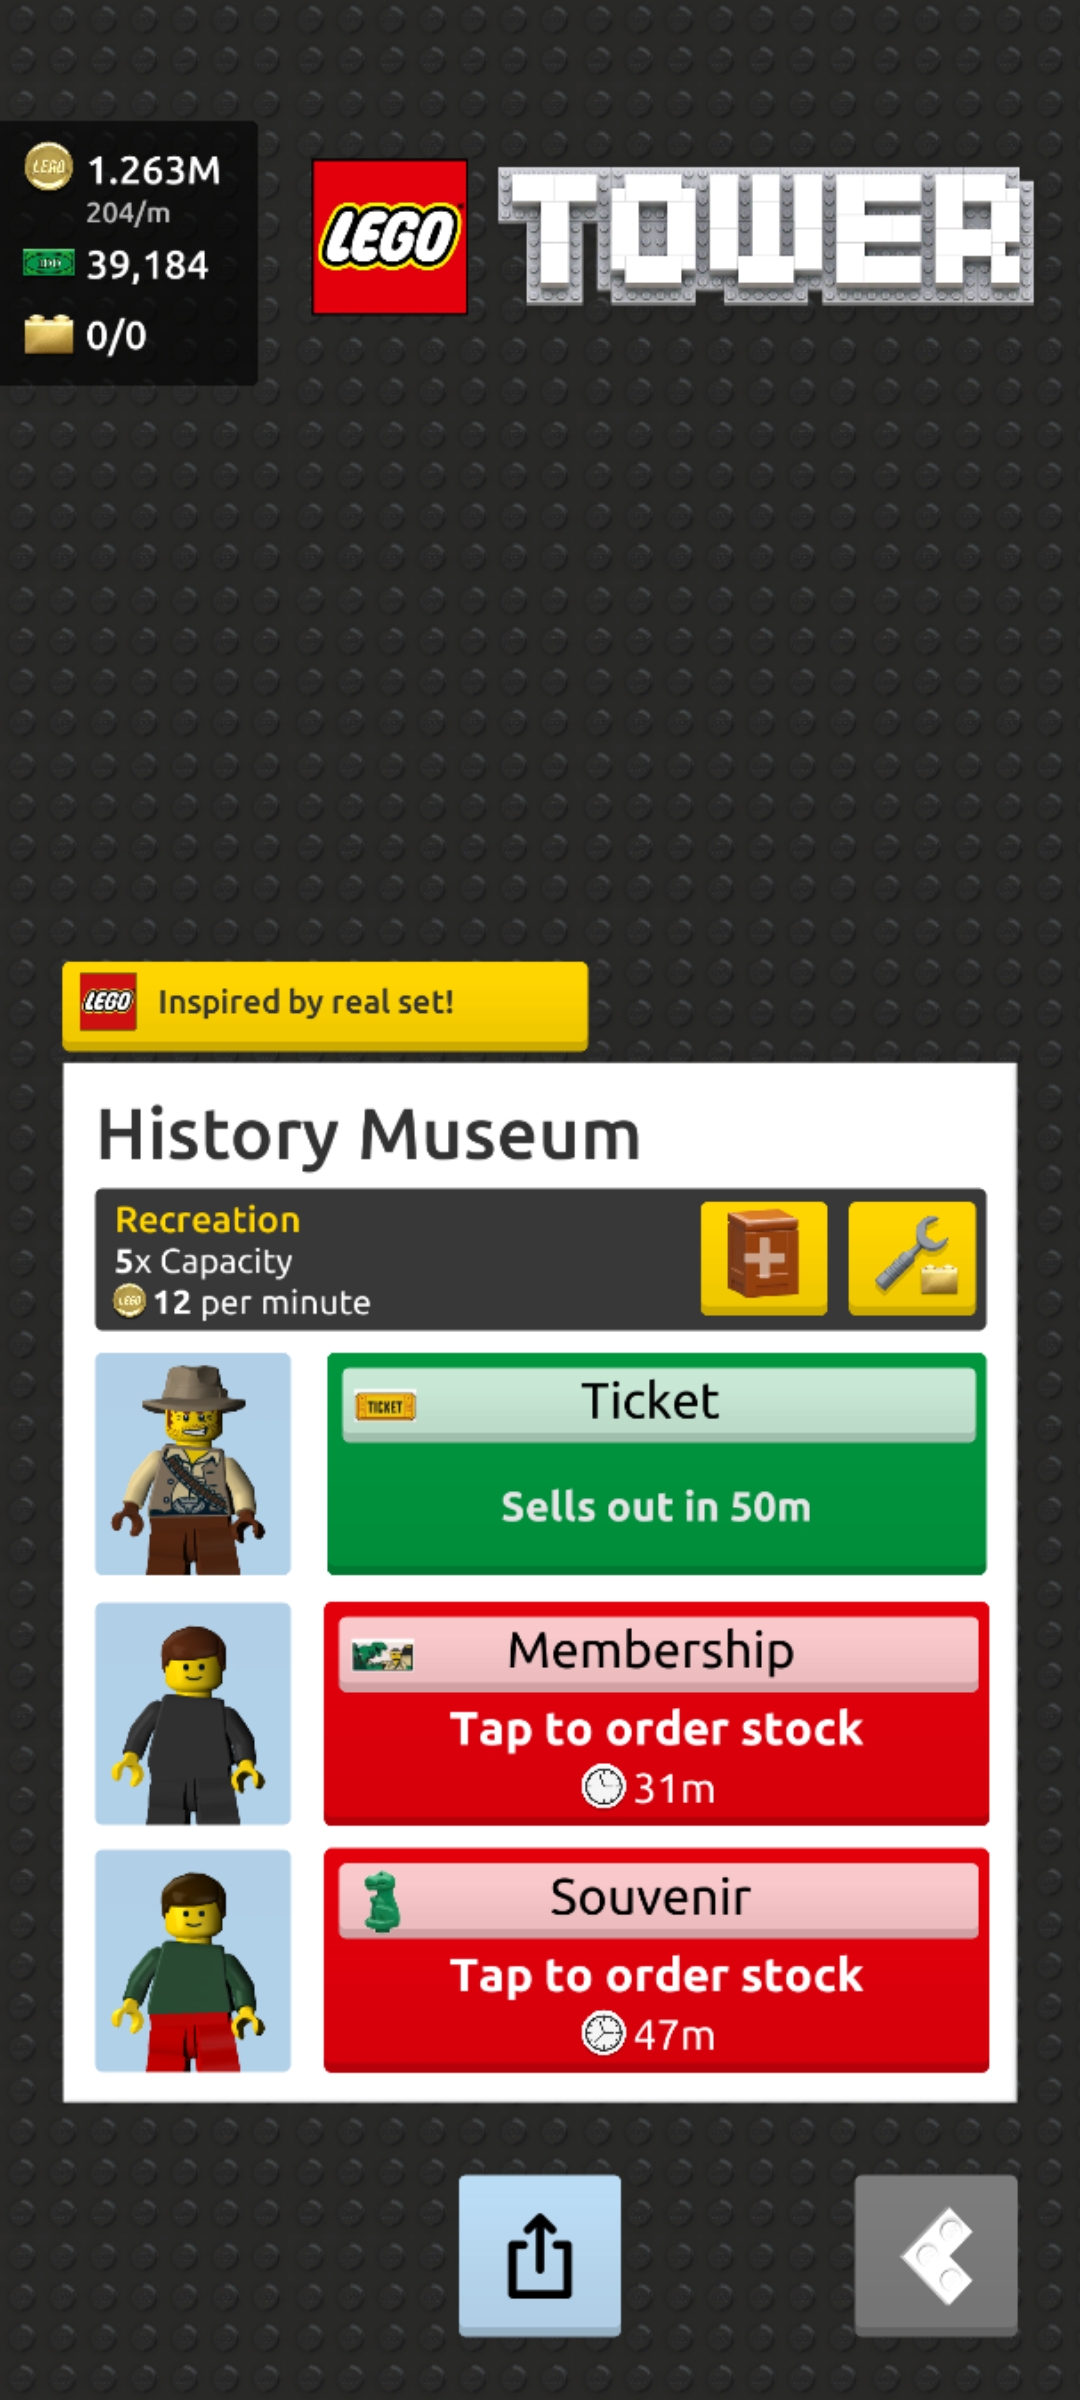 1.263M
204/m
39,184
0/0
LEGO TOWER
LEGO Inspired by real set!
History Museum
Recreation
5x Capacity
12 per minute
TICKET Ticket
Sells out in 50m
Membership
Tap to order stock
31m
Souvenir
Tap to order stock
47m